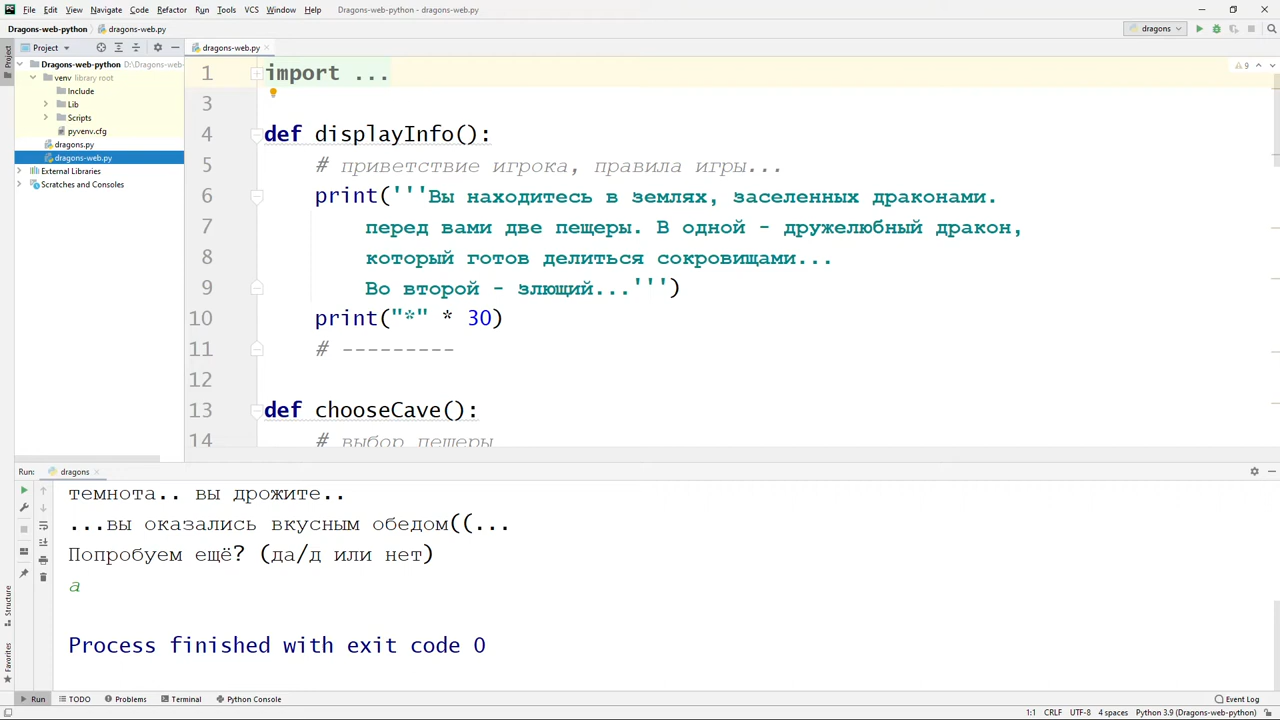 File Edit View Navigate Code Refactor Run Tools VCS Window Help Dragons-web-python - dragons-web.py
Dragons-web-python dragons-web.py dragons
Project dragons-web.py
Dragons-web-python D:\Dragons-web-
venv library root
Include
Lib
Scripts
pyvenv.cfg
dragons.py
dragons-web.py
External Libraries
Scratches and Consoles
Project
9
1 import ...
3
4 def displayInfo():
5 # приветствие игрока, правила игры...
6 print('''Вы находитесь в землях, заселенных драконами.
7 перед вами две пещеры. В одной - дружелюбный дракон,
8 который готов делиться сокровищами...
9 Во второй - злющий...''')
10 print("*" * 30)
11 # ---------
12
13 def chooseCave():
14 # выбор пещеры
Run: dragons
темнота.. вы дрожите..
...вы оказались вкусным обедом((...
Попробуем ещё? (да/д или нет)
а
Process finished with exit code 0
Structure
Favorites
Run TODO Problems Terminal Python Console Event Log
1:1 CRLF UTF-8 4 spaces Python 3.9 (Dragons-web-python)